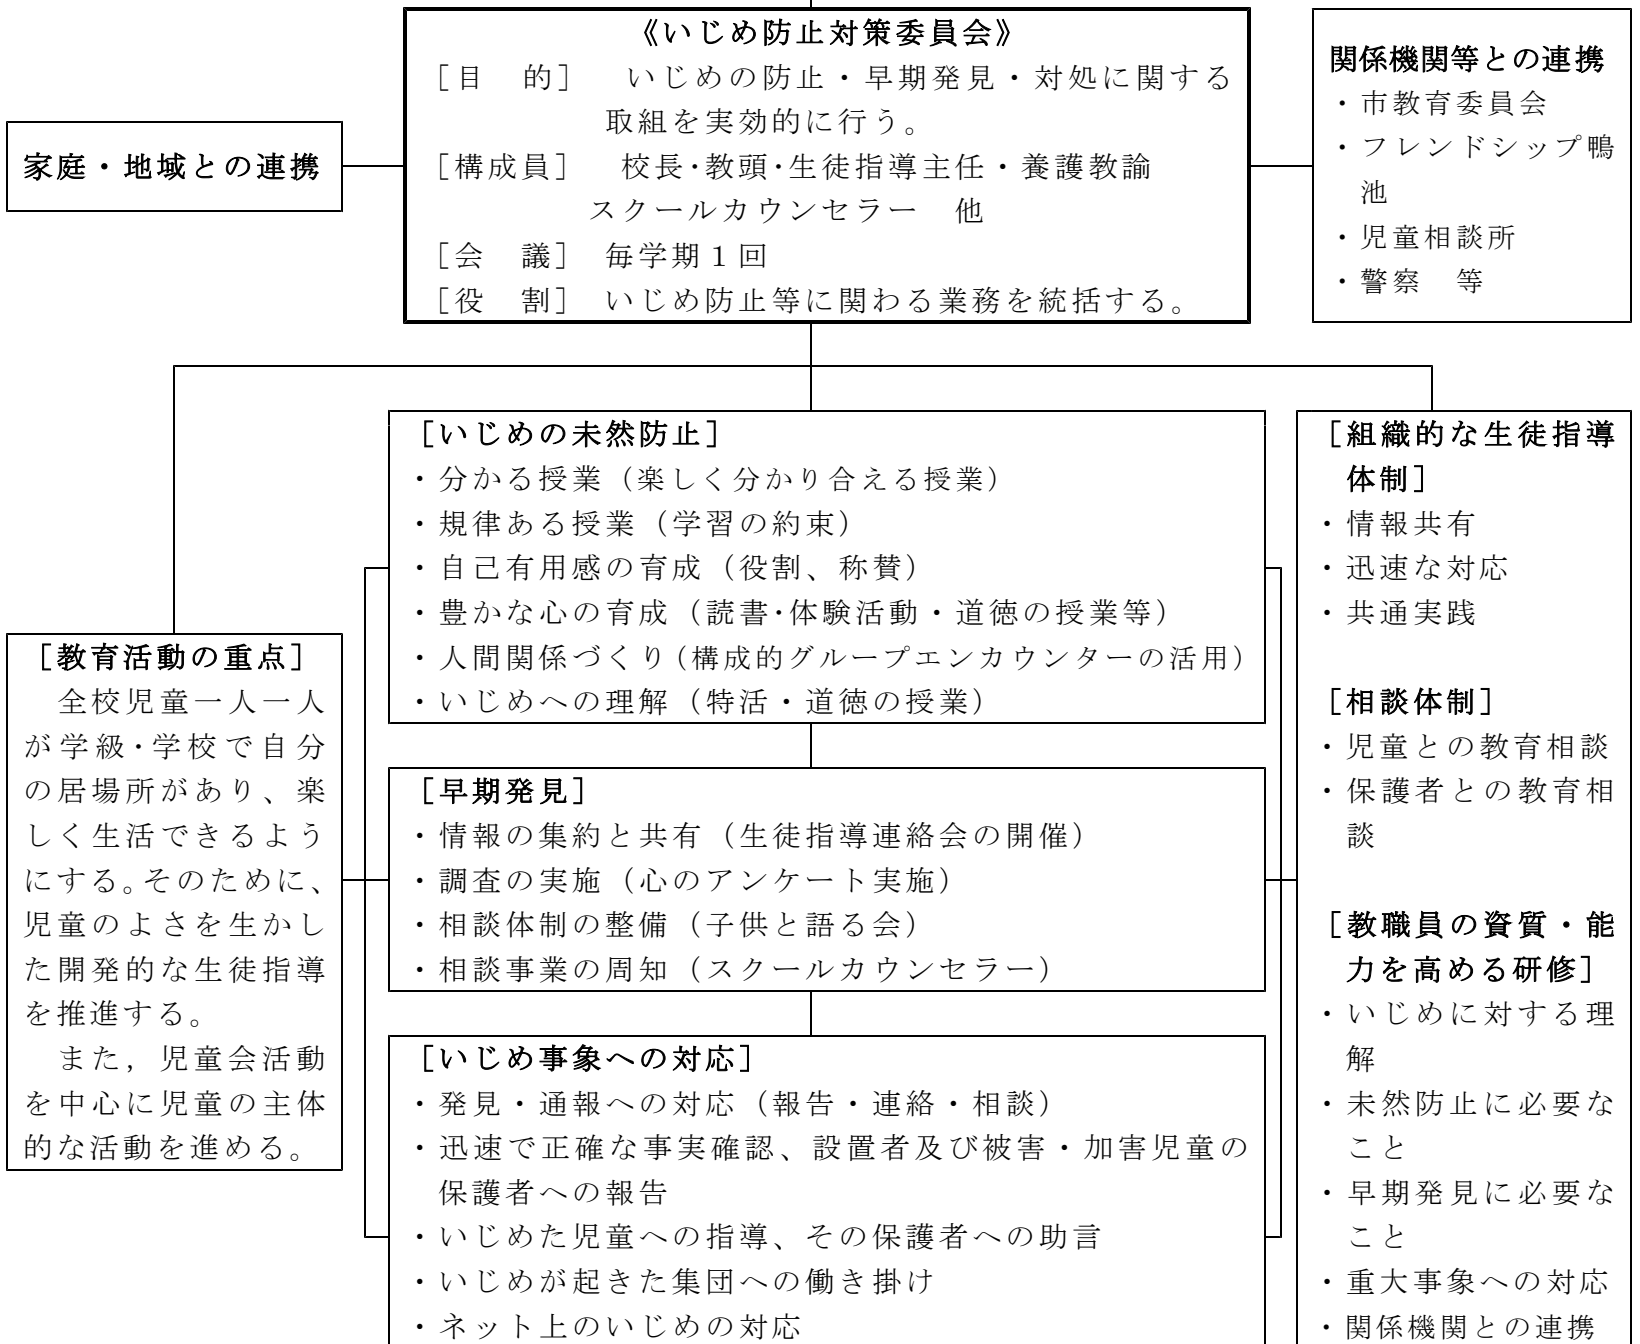 《いじめ防止対策委員会》
［目　的］　いじめの防止・早期発見・対処に関する
取組を実効的に行う。
［構成員］　校長・教頭・生徒指導主任・養護教諭
スクールカウンセラー　他
［会　議］　毎学期１回
［役　割］　いじめ防止等に関わる業務を統括する。
家庭・地域との連携
関係機関等との連携
・市教育委員会
・フレンドシップ鴨
池
・児童相談所
・警察　等
［いじめの未然防止］
・分かる授業（楽しく分かり合える授業）
・規律ある授業（学習の約束）
・自己有用感の育成（役割、称賛）
・豊かな心の育成（読書・体験活動・道徳の授業等）
・人間関係づくり（構成的グループエンカウンターの活用）
・いじめへの理解（特活・道徳の授業）
［早期発見］
・情報の集約と共有（生徒指導連絡会の開催）
・調査の実施（心のアンケート実施）
・相談体制の整備（子供と語る会）
・相談事業の周知（スクールカウンセラー）
［いじめ事象への対応］
・発見・通報への対応（報告・連絡・相談）
・迅速で正確な事実確認、設置者及び被害・加害児童の
保護者への報告
・いじめた児童への指導、その保護者への助言
・いじめが起きた集団への働き掛け
・ネット上のいじめの対応
［教育活動の重点］
全校児童一人一人
が学級・学校で自分
の居場所があり、楽
しく生活できるよう
にする。そのために、
児童のよさを生かし
た開発的な生徒指導
を推進する。
また，児童会活動
を中心に児童の主体
的な活動を進める。
［組織的な生徒指導
体制］
・情報共有
・迅速な対応
・共通実践
［相談体制］
・児童との教育相談
・保護者との教育相
談
［教職員の資質・能
力を高める研修］
・いじめに対する理
解
・未然防止に必要な
こと
・早期発見に必要な
こと
・重大事象への対応
・関係機関との連携